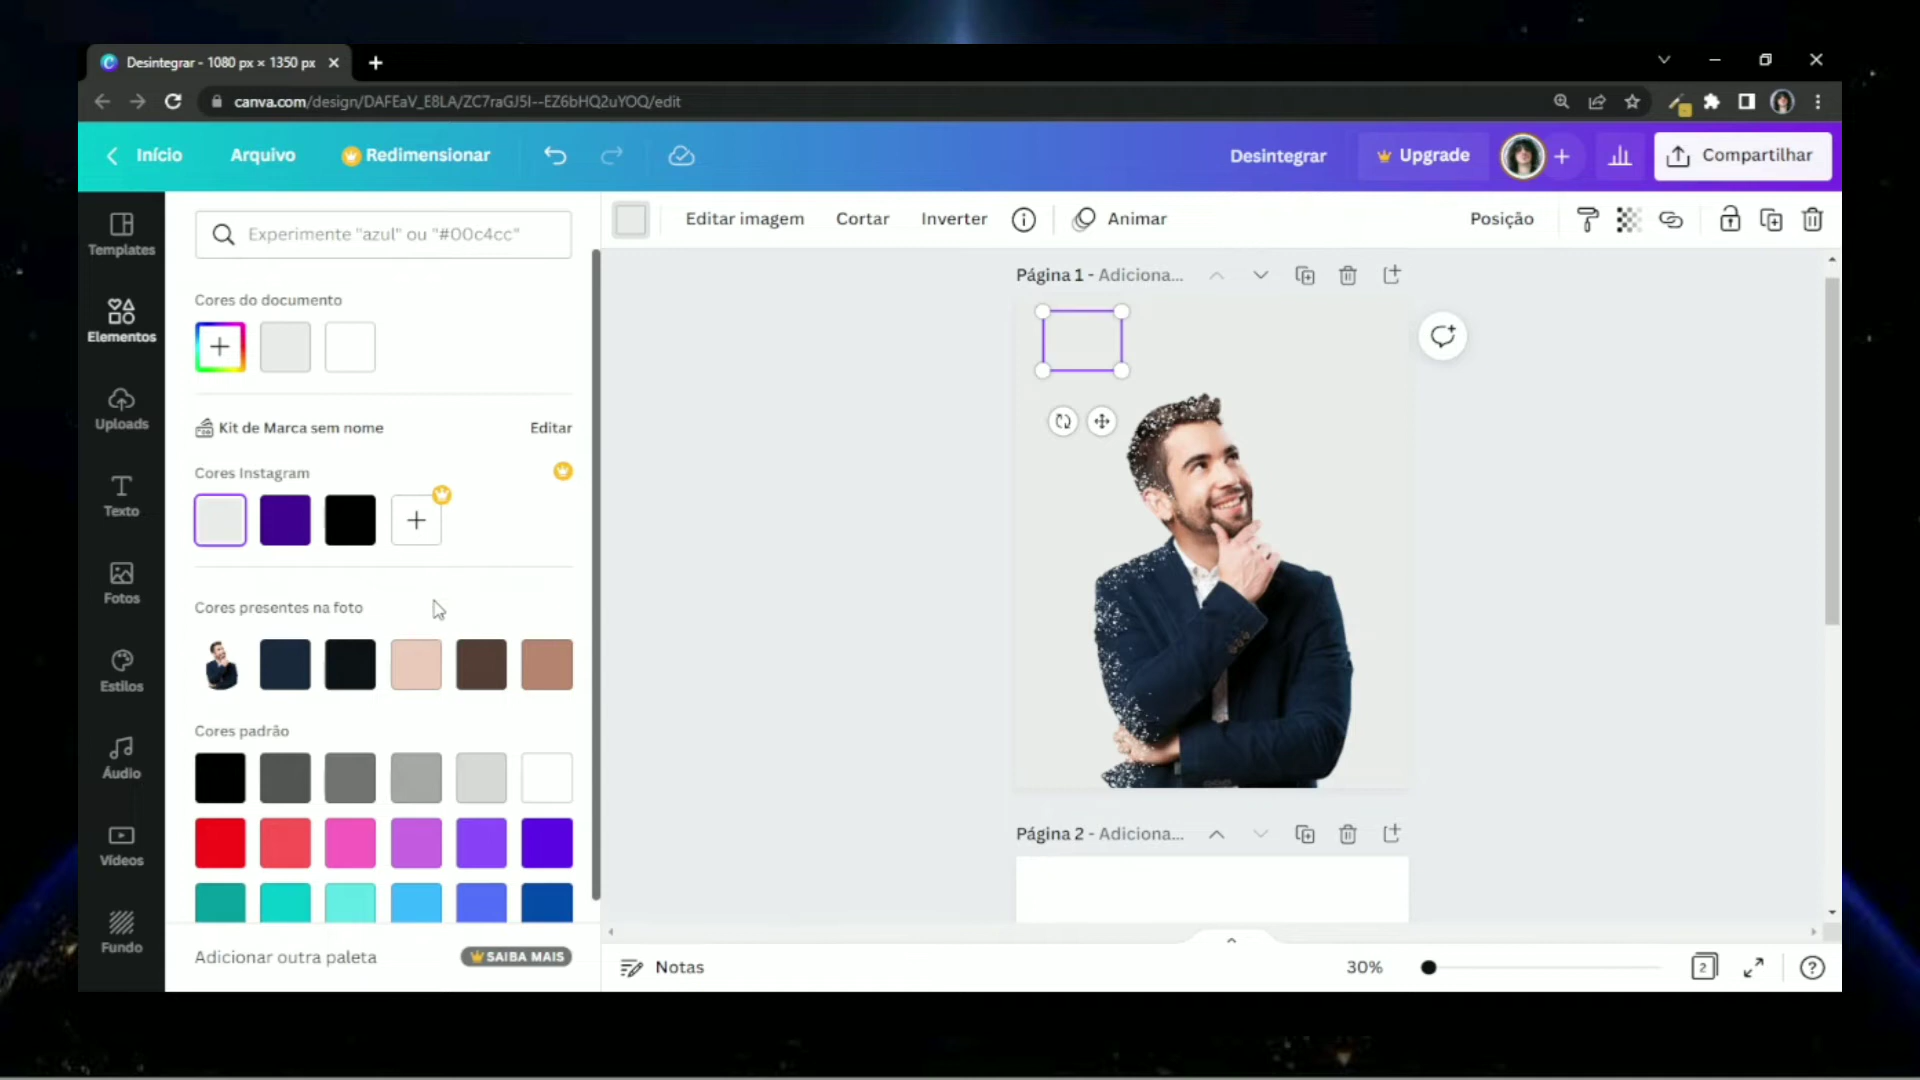 Desintegrar - 1080 px × 1350 px
canva.com/design/DAFEaV_E8LA/ZC7raGJ5I--EZ6bHQ2uYOQ/edit
Início
Arquivo
Redimensionar
Desintegrar
Upgrade
Compartilhar
Templates
Elementos
Uploads
Texto
Fotos
Estilos
Áudio
Vídeos
Fundo
Experimente "azul" ou "#00c4cc"
Cores do documento
Kit de Marca sem nome
Editar
Cores Instagram
Cores presentes na foto
Cores padrão
Adicionar outra paleta
SAIBA MAIS
Editar imagem
Cortar
Inverter
Animar
Posição
Página 1 - Adiciona...
Página 2 - Adiciona...
Notas
30%
2